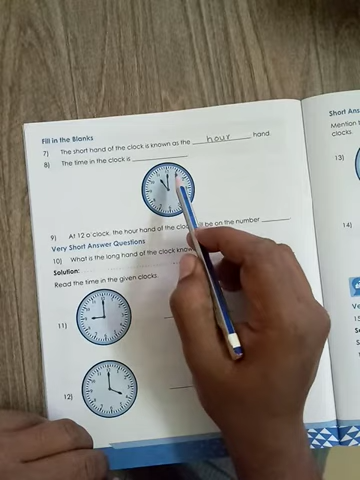 Fill in the Blanks
7) The short hand of the clock is known as the hour hand.
8) The time in the clock is
9) At 12 o'clock, the hour hand of the clock will be on the number
Very Short Answer Questions
10) What is the long hand of the clock know
Solution:
Read the time in the given clocks.
11)
12)
Short Ans
Mention
clocks.
13)
14)
Ve
15
S